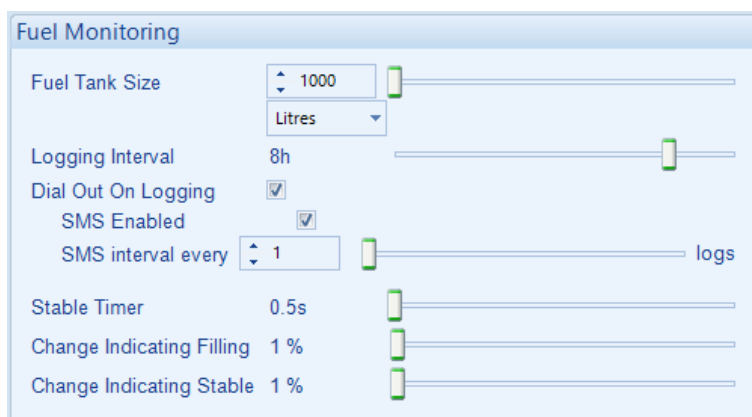 Fuel Monitoring
Fuel Tank Size 1000
Litres
Logging Interval 8h
Dial Out On Logging
SMS Enabled
SMS interval every 1 logs
Stable Timer 0.5s
Change Indicating Filling 1 %
Change Indicating Stable 1 %